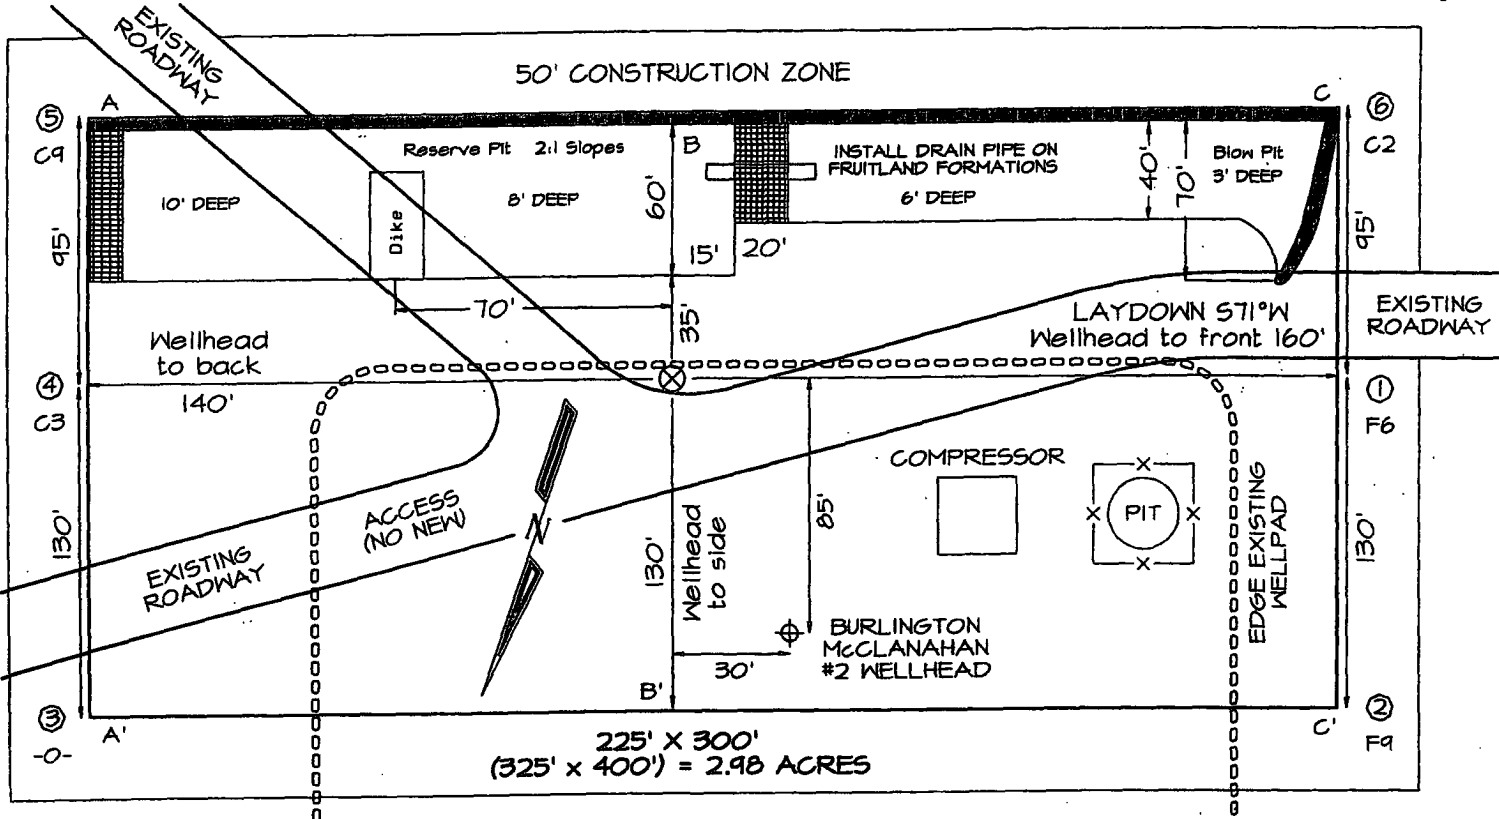 EXISTING
ROADWAY
50' CONSTRUCTION ZONE
A
C
5
C9
6
C2
Reserve Pit 2:1 Slopes
B
INSTALL DRAIN PIPE ON
FRUITLAND FORMATIONS
Blow Pit
3' DEEP
10' DEEP
8' DEEP
6' DEEP
Dike
60'
40'
70'
95'
95'
15'
20'
70'
35'
LAYDOWN S71°W
Wellhead to front 160'
EXISTING
ROADWAY
Wellhead
to back
140'
4
C3
1
F6
COMPRESSOR
PIT
EDGE EXISTING
WELLPAD
85'
ACCESS
(NO NEW)
N
EXISTING
ROADWAY
130'
130'
Wellhead
to side
130'
BURLINGTON
McCLANAHAN
#2 WELLHEAD
30'
B'
3
-0-
A'
C'
2
F9
225' X 300'
(325' x 400') = 2.98 ACRES